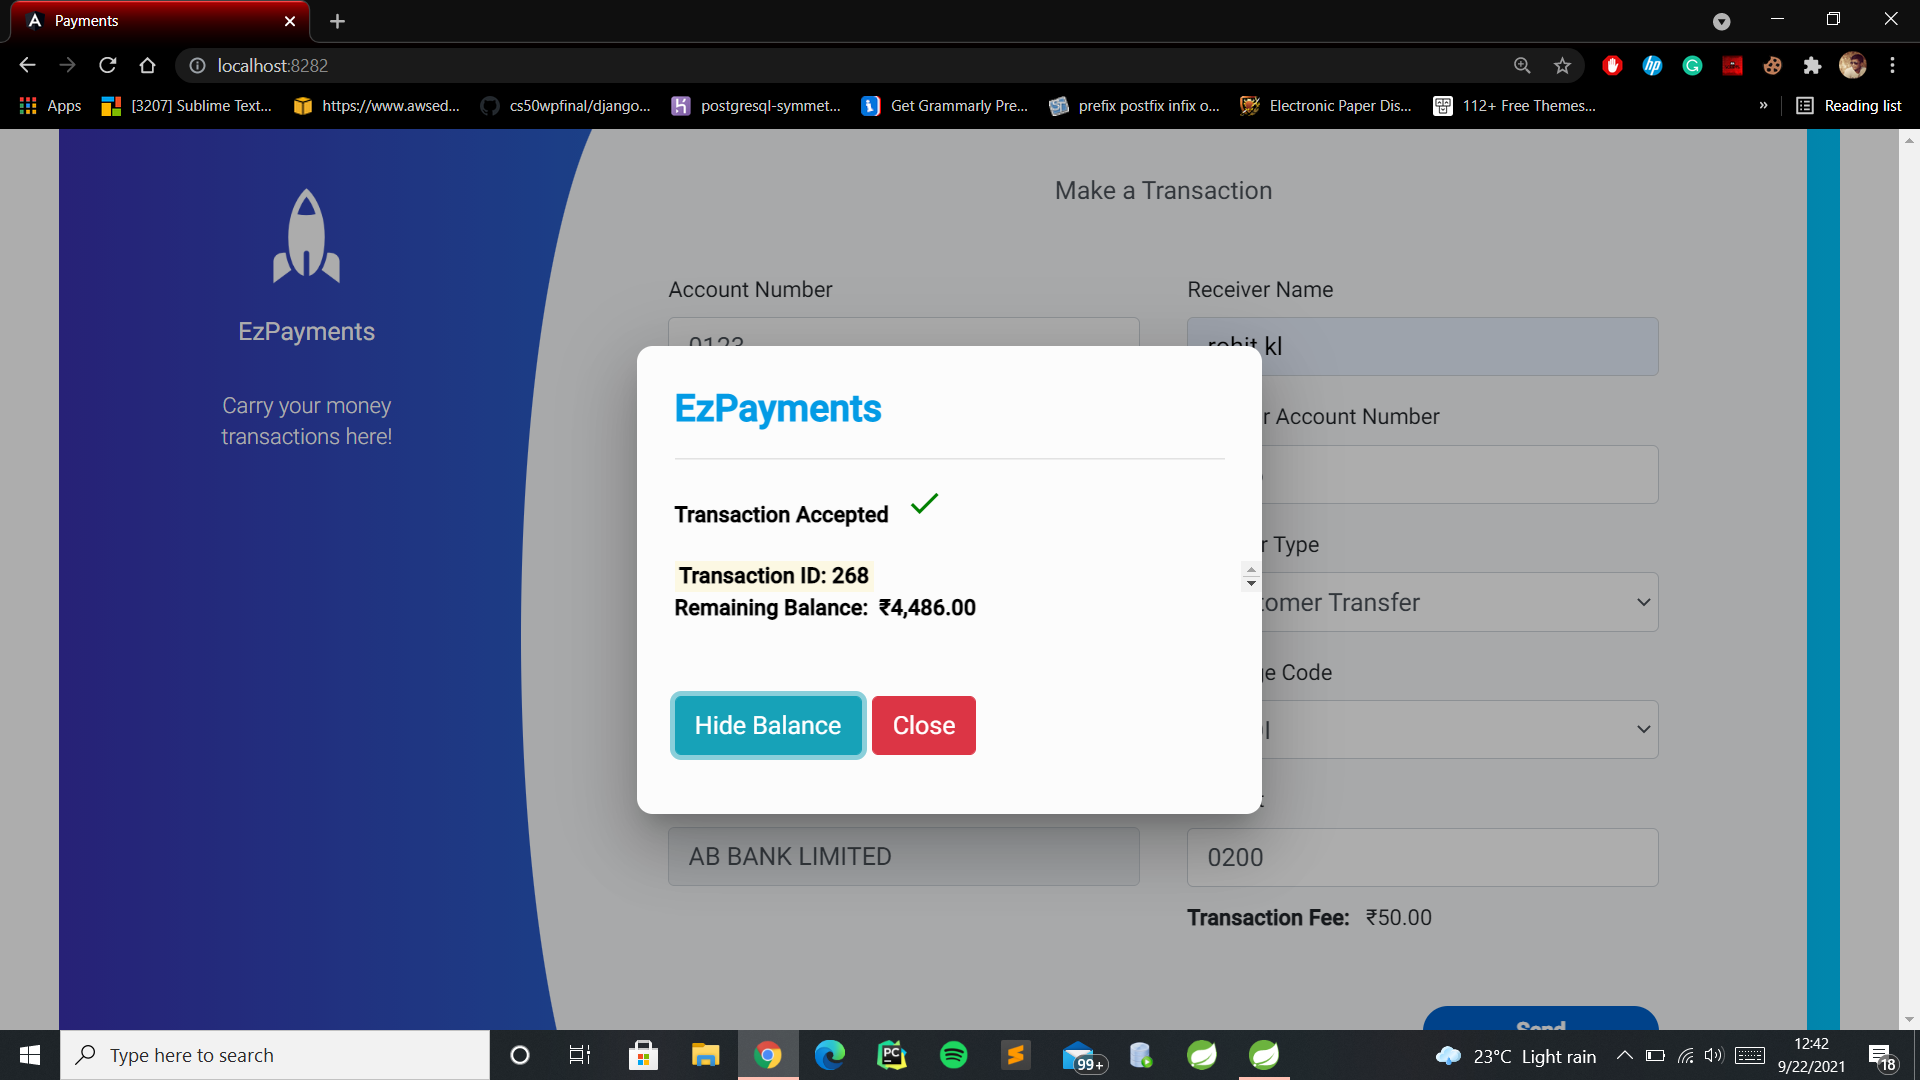 Payments
localhost:8282
Apps
[3207] Sublime Text...
https://www.awsed...
cs50wpfinal/django...
postgresql-symmet...
Get Grammarly Pre...
prefix postfix infix o...
Electronic Paper Dis...
112+ Free Themes...
»
Reading list
EzPayments
Carry your money
transactions here!
Make a Transaction
Account Number
0123
Receiver Name
rohit kl
r Account Number
r Type
tomer Transfer
e Code
AB BANK LIMITED
0200
Transaction Fee: ₹50.00
Send
EzPayments
Transaction Accepted
Transaction ID: 268
Remaining Balance: ₹4,486.00
Hide Balance
Close
Type here to search
99+
23°C Light rain
12:42
9/22/2021
18